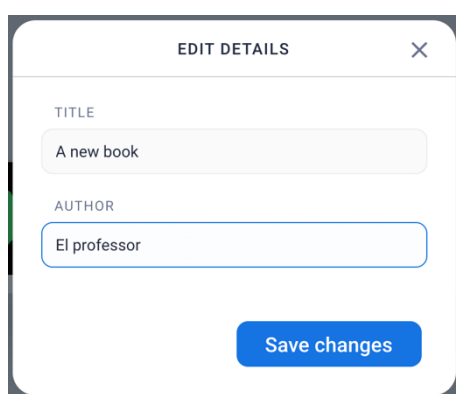 EDIT DETAILS
TITLE
A new book
AUTHOR
El professor
Save changes